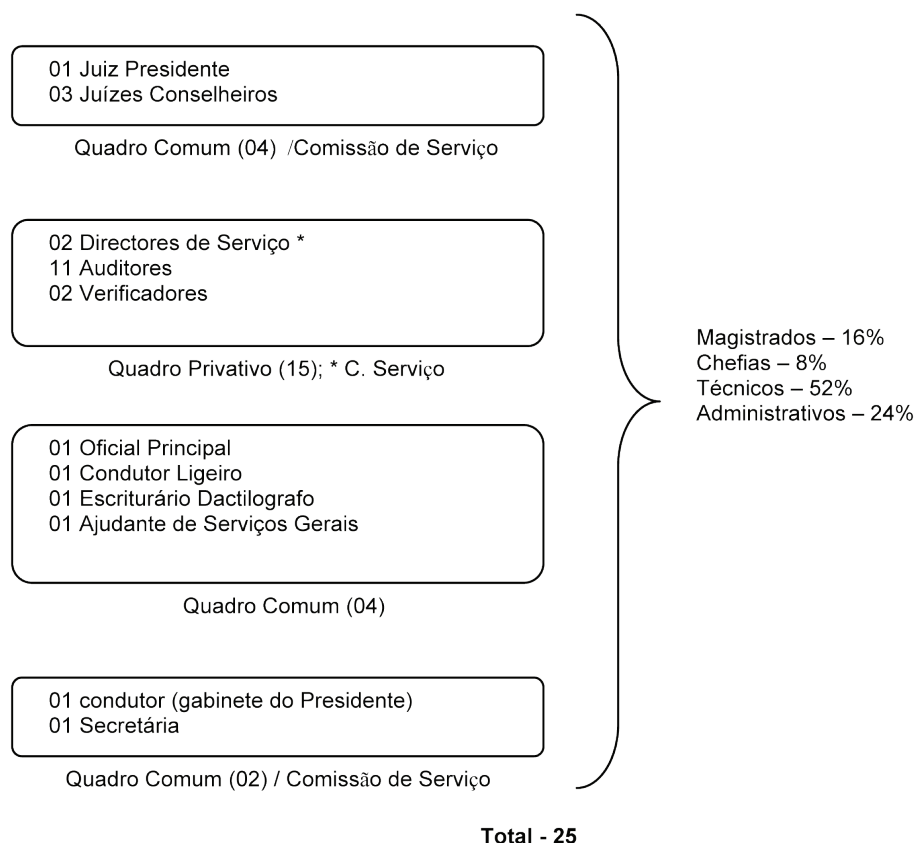 01 Juiz Presidente
03 Juízes Conselheiros
Quadro Comum (04) /Comissão de Serviço
02 Directores de Serviço *
11 Auditores
02 Verificadores
Quadro Privativo (15); * C. Serviço
01 Oficial Principal
01 Condutor Ligeiro
01 Escriturário Dactilografo
01 Ajudante de Serviços Gerais
Quadro Comum (04)
01 condutor (gabinete do Presidente)
01 Secretária
Quadro Comum (02) / Comissão de Serviço
Magistrados – 16%
Chefias – 8%
Técnicos – 52%
Administrativos – 24%
Total - 25